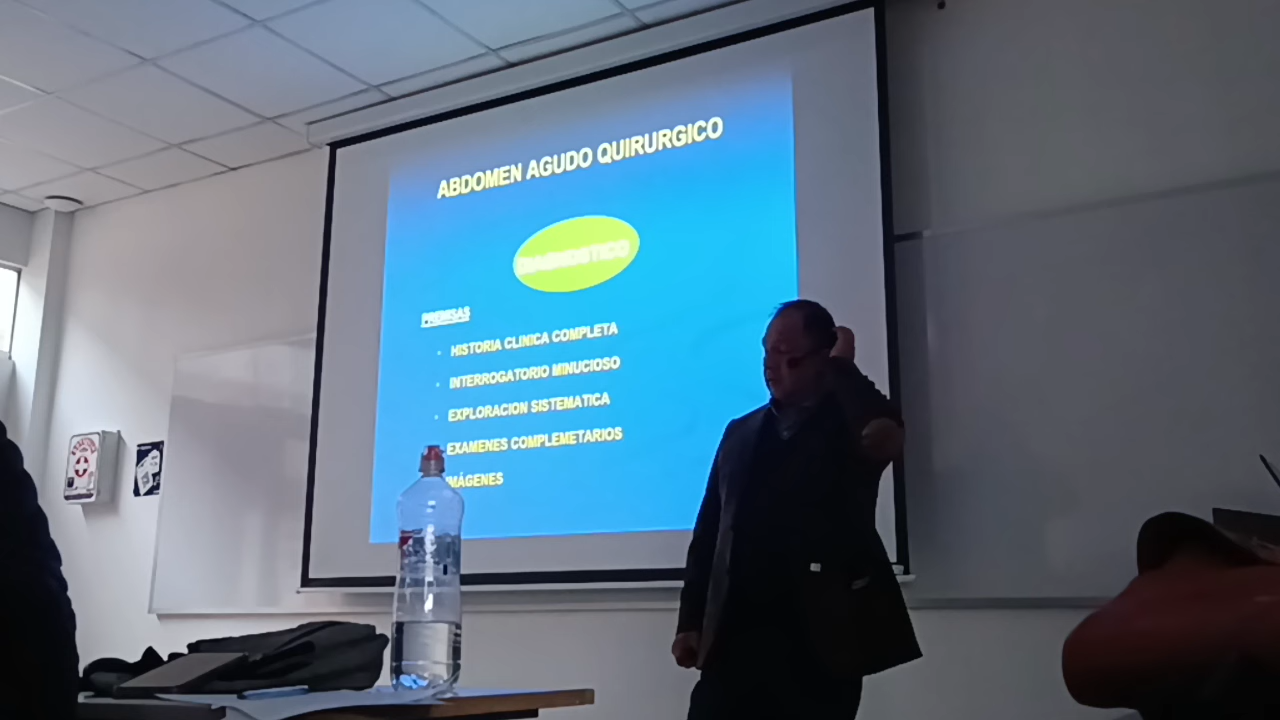 ABDOMEN AGUDO QUIRURGICO
DIAGNOSTICO
PREMISAS
• HISTORIA CLINICA COMPLETA
• INTERROGATORIO MINUCIOSO
• EXPLORACION SISTEMATICA
EXAMENES COMPLEMETARIOS
IMÁGENES